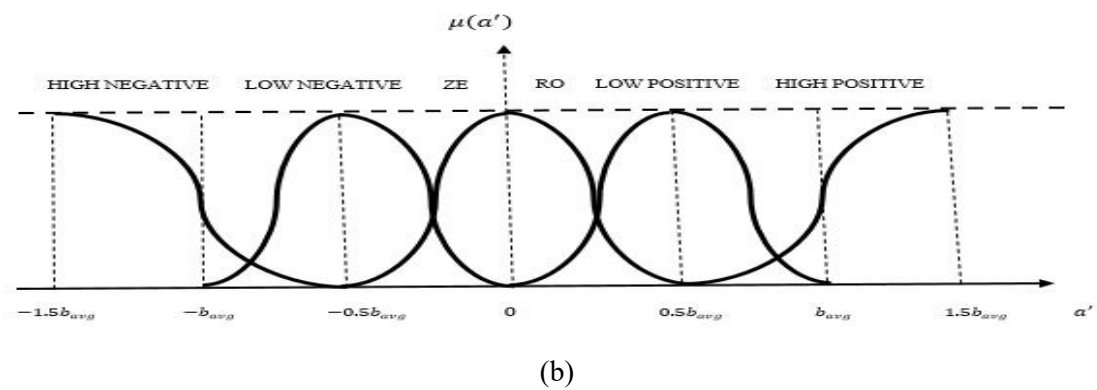 μ(a′)
HIGH NEGATIVE LOW NEGATIVE ZE RO LOW POSITIVE HIGH POSITIVE
−1.5b_avg −b_avg −0.5b_avg 0 0.5b_avg b_avg 1.5b_avg a′
(b)